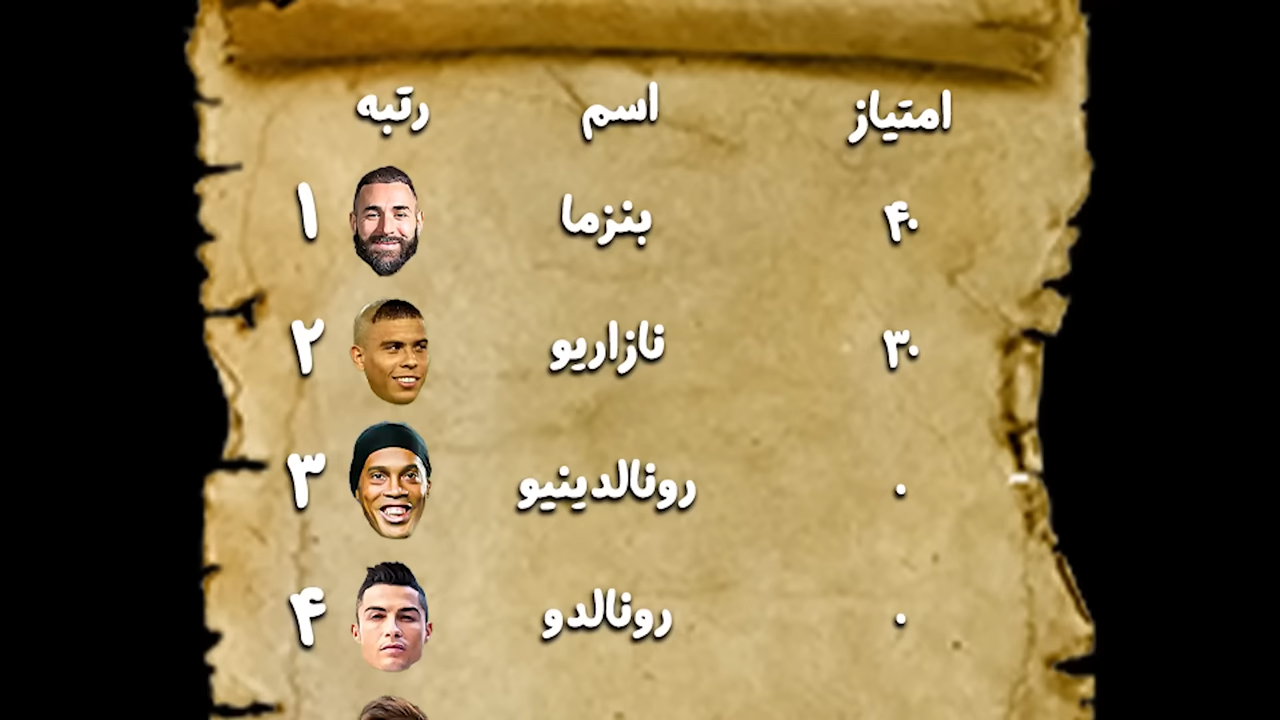 رتبه اسم امتیاز
۱ بنزما ۴۰
۲ نازاریو ۳۰
۳ رونالدینیو ۰
۴ رونالدو ۰